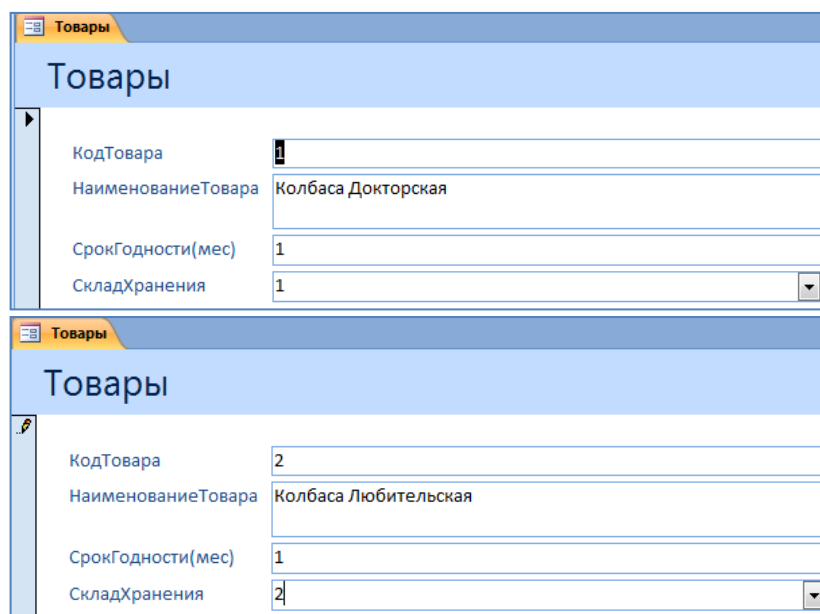 Товары
Товары
КодТовара 1
НаименованиеТовара Колбаса Докторская
СрокГодности(мес) 1
СкладХранения 1
Товары
Товары
КодТовара 2
НаименованиеТовара Колбаса Любительская
СрокГодности(мес) 1
СкладХранения 2